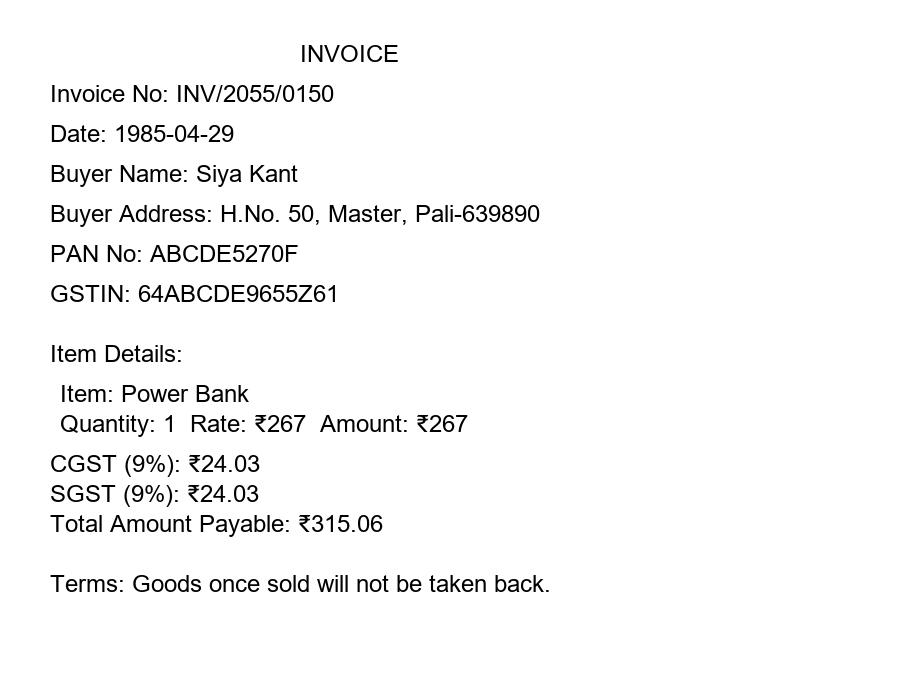 INVOICE
Invoice No: INV/2055/0150
Date: 1985-04-29
Buyer Name: Siya Kant
Buyer Address: H.No. 50, Master, Pali-639890
PAN No: ABCDE5270F
GSTIN: 64ABCDE9655Z61
Item Details:
Item: Power Bank
Quantity: 1  Rate: ₹267  Amount: ₹267
CGST (9%): ₹24.03
SGST (9%): ₹24.03
Total Amount Payable: ₹315.06
Terms: Goods once sold will not be taken back.